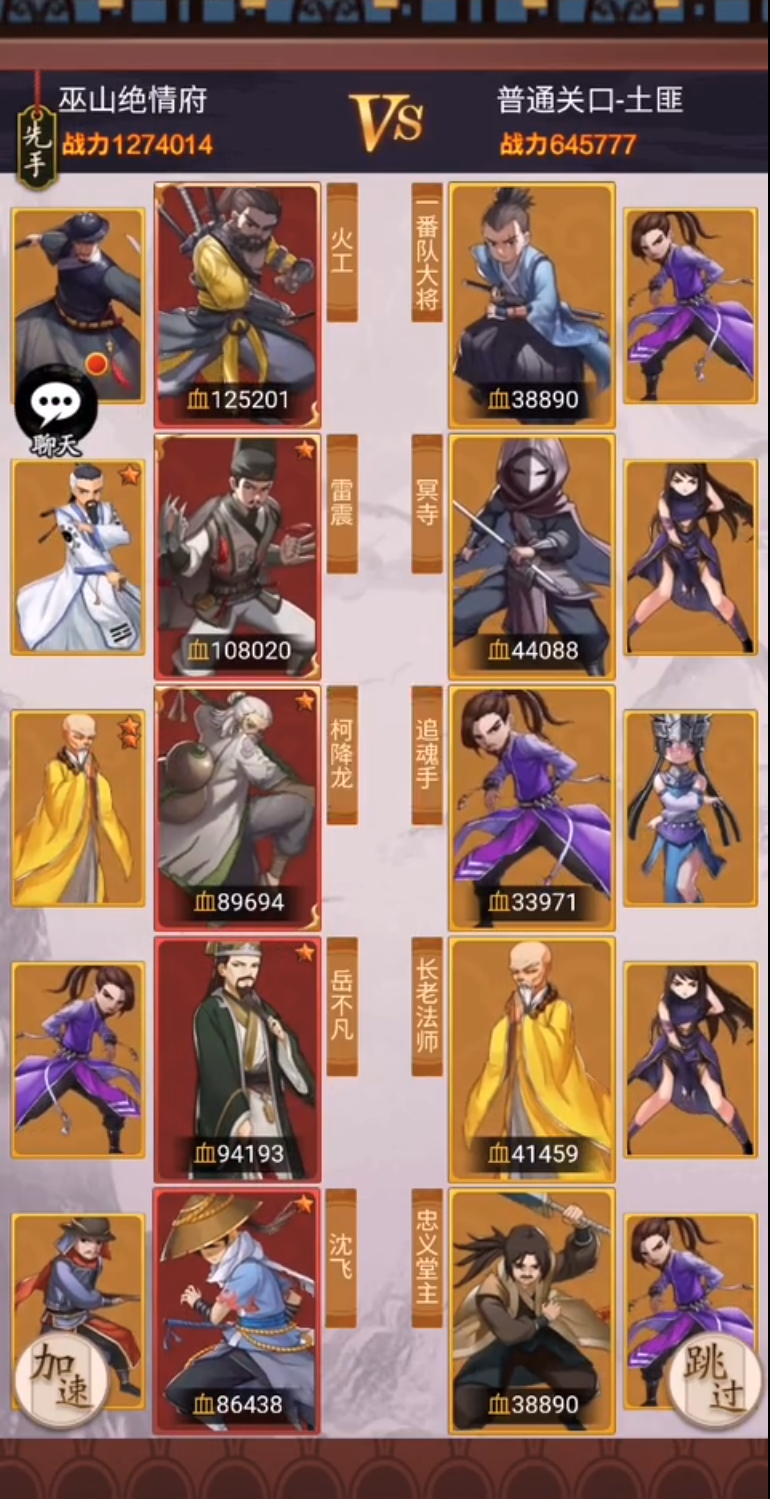 巫山绝情府
VS
普通关口-土匪
先手
战力1274014
战力645777
火工
一番队大将
血125201
血38890
聊天
雷震
冥寺
血108020
血44088
柯降龙
追魂手
血89694
血33971
岳不凡
长老法师
血94193
血41459
沈飞
忠义堂主
加速
跳过
血86438
血38890